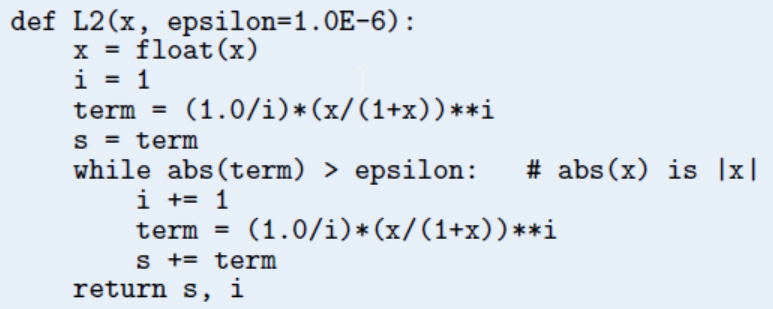 def L2(x, epsilon=1.0E-6):
    x = float(x)
    i = 1
    term = (1.0/i)*(x/(1+x))**i
    s = term
    while abs(term) > epsilon:   # abs(x) is |x|
        i += 1
        term = (1.0/i)*(x/(1+x))**i
        s += term
    return s, i